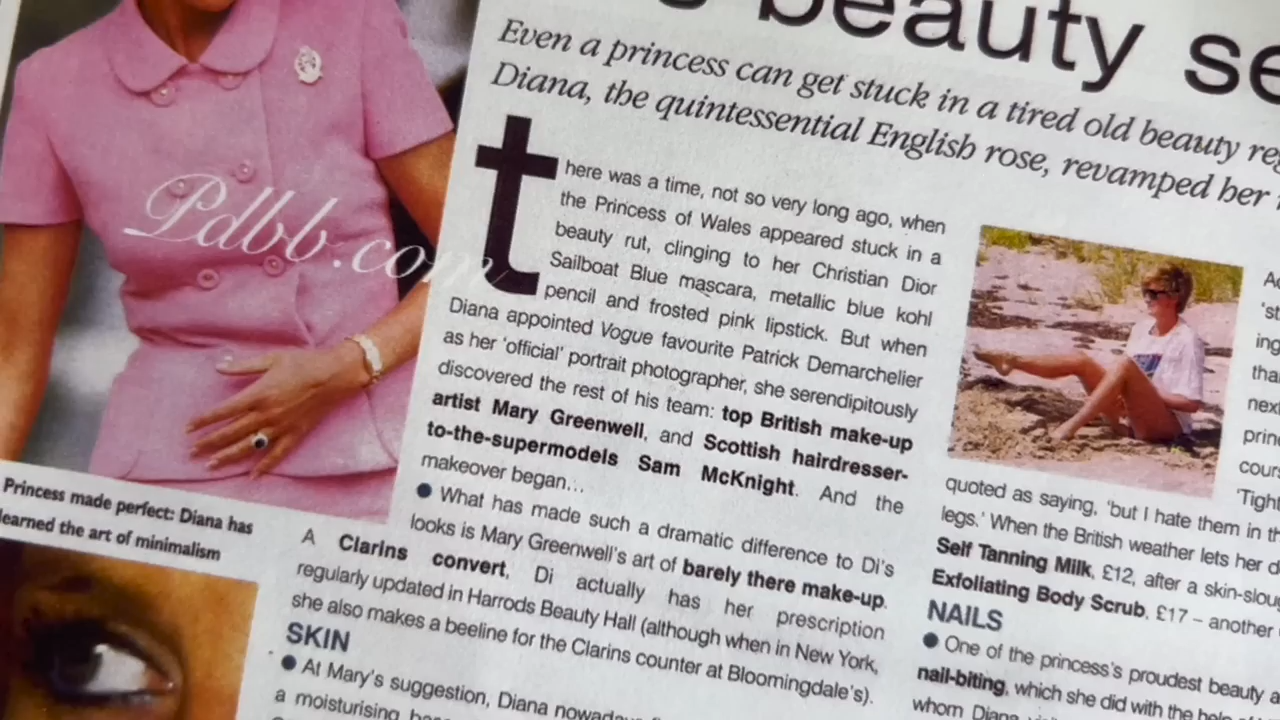 beauty
Even a princess can get stuck in a tired old beauty
Diana, the quintessential English rose, revamped her
there was a time, not so very long ago, when
the Princess of Wales appeared stuck in a
beauty rut, clinging to her Christian Dior
Sailboat Blue mascara, metallic blue kohl
pencil and frosted pink lipstick. But when
Diana appointed Vogue favourite Patrick Demarchelier
as her 'official' portrait photographer, she serendipitously
discovered the rest of his team: top British make-up
artist Mary Greenwell, and Scottish hairdresser-
to-the-supermodels Sam McKnight. And the
makeover began...
● What has made such a dramatic difference to Di's
looks is Mary Greenwell's art of barely there make-up.
A Clarins convert, Di actually has her prescription
regularly updated in Harrods Beauty Hall (although when in New York,
she also makes a beeline for the Clarins counter at Bloomingdale's).
SKIN
● At Mary's suggestion, Diana
a moisturising
Pdbb.com
Princess made perfect: Diana has
learned the art of minimalism
quoted as saying, 'but I hate them in
legs.' When the British weather lets her
Self Tanning Milk, £12, after a
Exfoliating Body Scrub, £17 – another
NAILS
● One of the princess's proudest beauty
nail-biting, which she did with the help
whom Diana